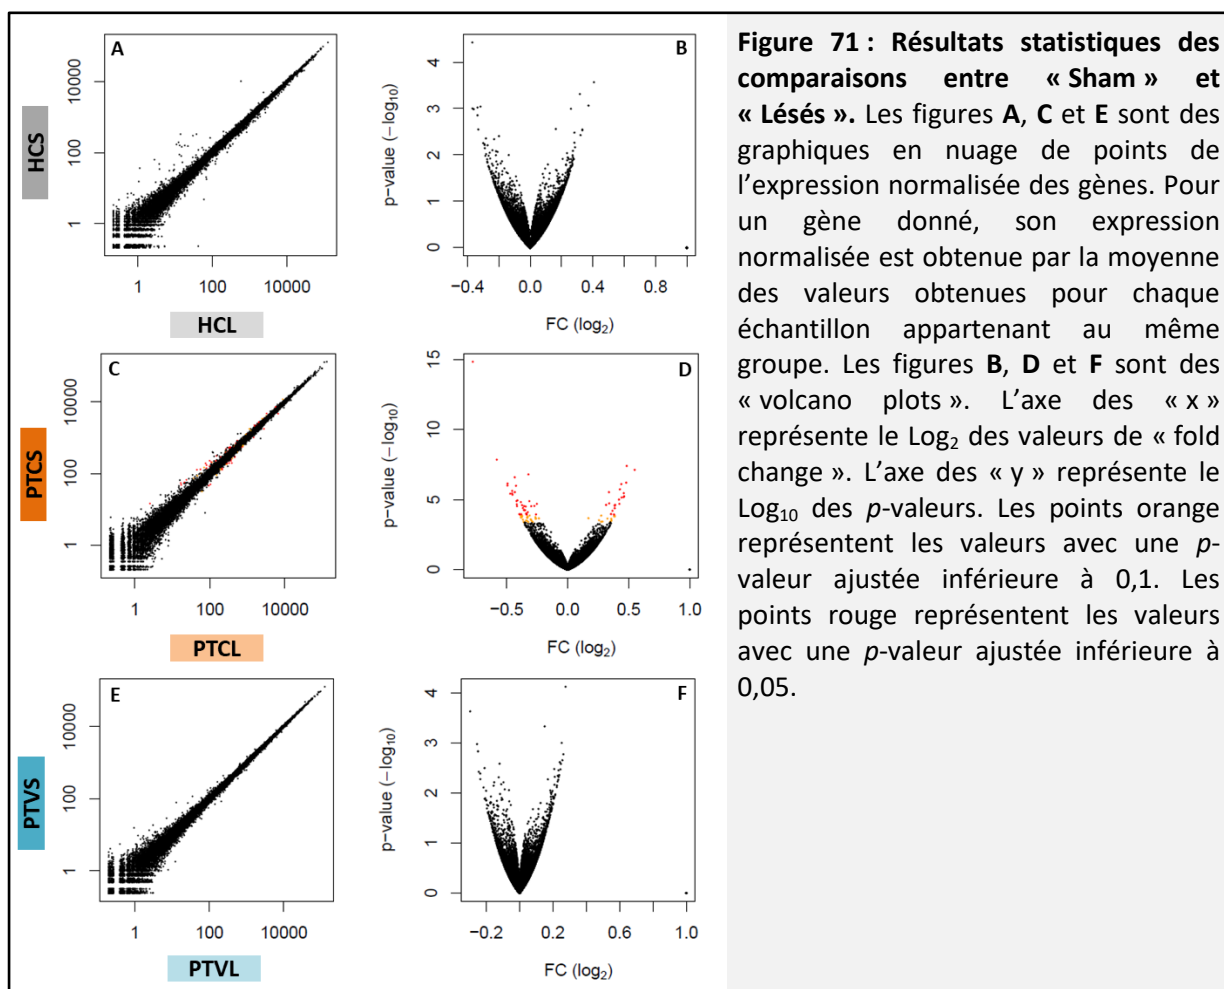 A
HCS
10000
100
1
1
100
10000
HCL
B
p−value (−log10)
4
3
2
1
0
−0.4
0.0
0.4
0.8
FC (log2)
C
PTCS
10000
100
1
1
100
10000
PTCL
D
p−value (−log10)
15
10
5
0
−0.5
0.0
0.5
1.0
FC (log2)
E
PTVS
10000
100
1
1
100
10000
PTVL
F
p−value (−log10)
4
3
2
1
0
−0.2
0.2
0.6
1.0
FC (log2)
Figure 71 : Résultats statistiques des
comparaisons entre « Sham » et
« Lésés ». Les figures A, C et E sont des
graphiques en nuage de points de
l'expression normalisée des gènes. Pour
un gène donné, son expression
normalisée est obtenue par la moyenne
des valeurs obtenues pour chaque
échantillon appartenant au même
groupe. Les figures B, D et F sont des
« volcano plots ». L'axe des « x »
représente le Log2 des valeurs de « fold
change ». L'axe des « y » représente le
Log10 des p-valeurs. Les points orange
représentent les valeurs avec une p-
valeur ajustée inférieure à 0,1. Les
points rouge représentent les valeurs
avec une p-valeur ajustée inférieure à
0,05.